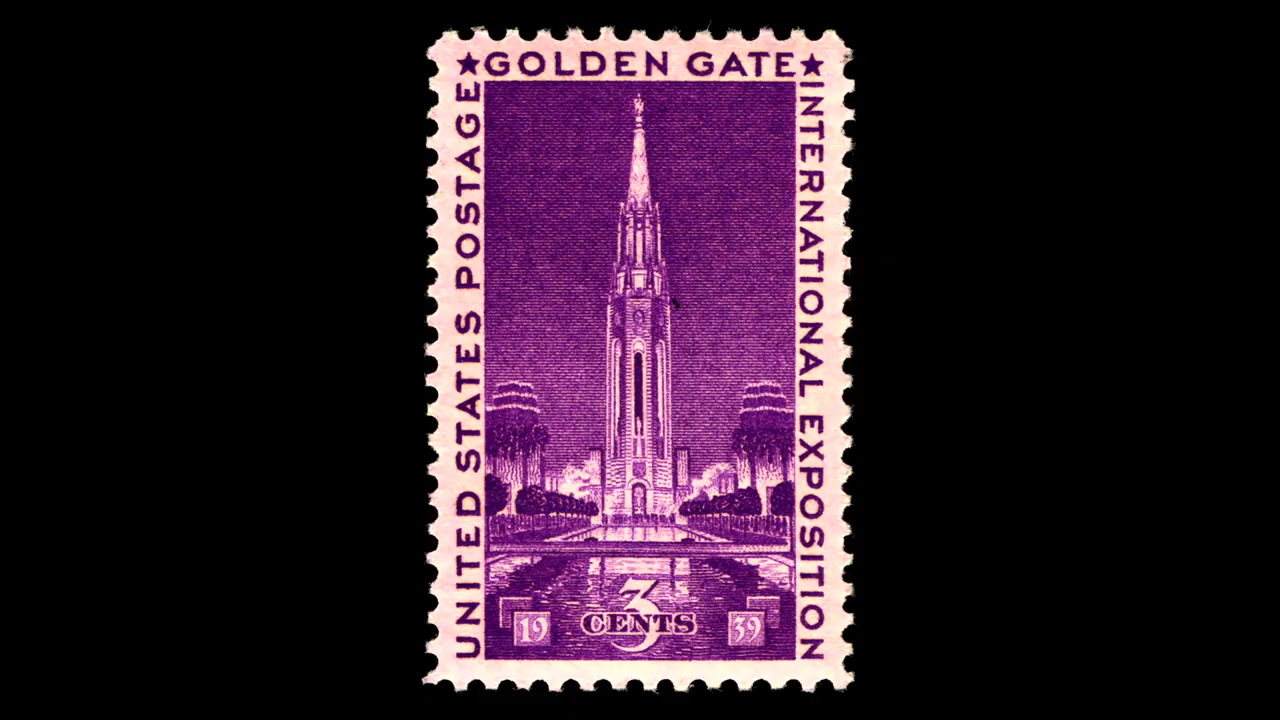 ★GOLDEN GATE★
UNITED STATES POSTAGE
INTERNATIONAL EXPOSITION
3
CENTS
19
39